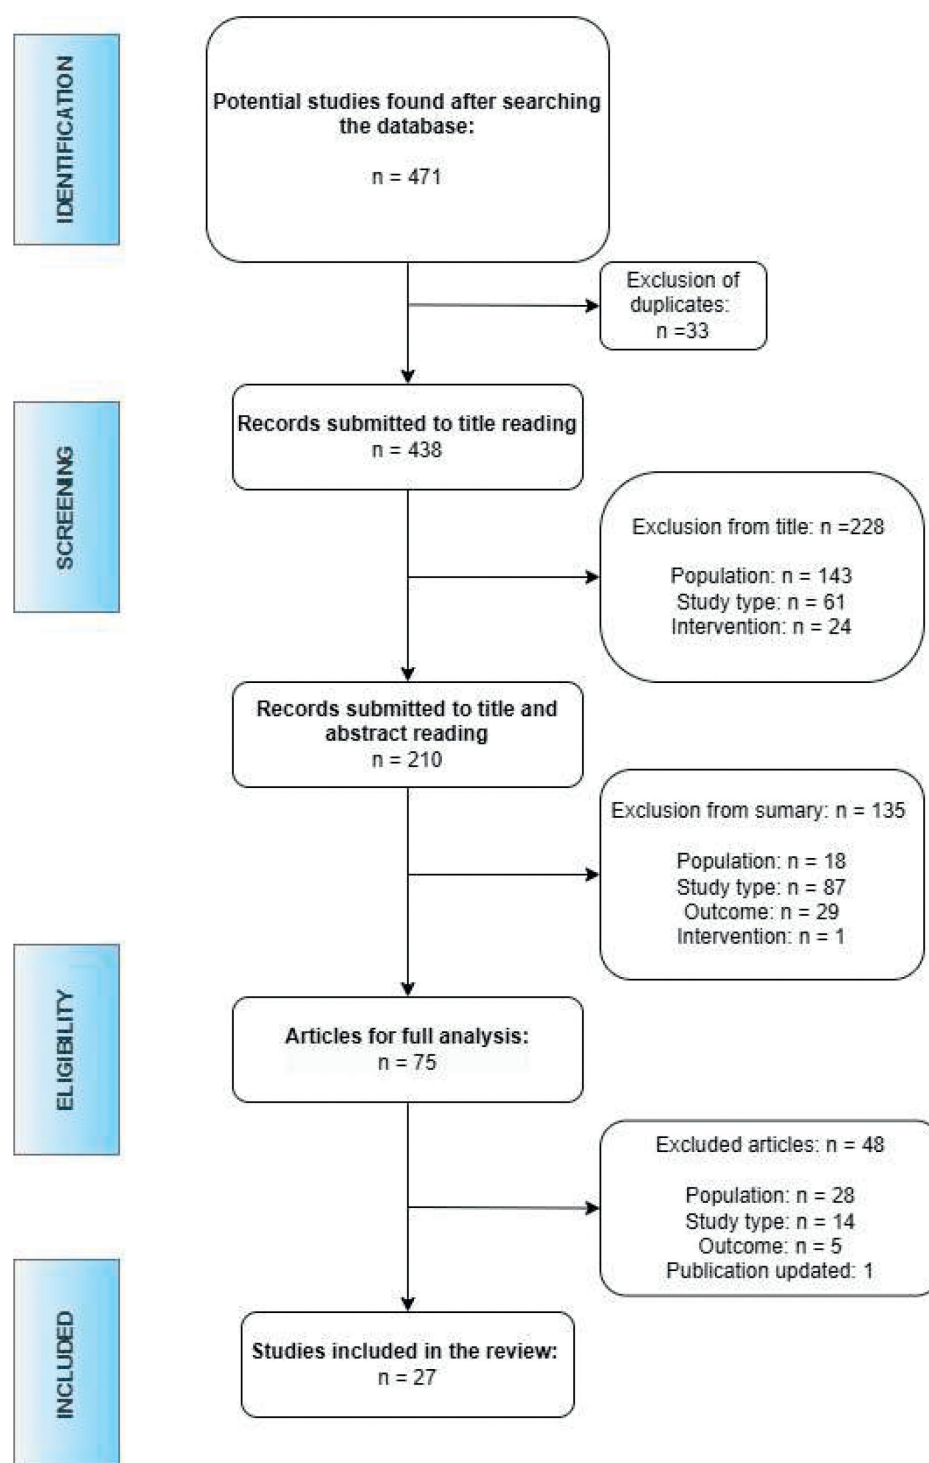 IDENTIFICATION
Potential studies found after searching
the database:
n = 471
Exclusion of
duplicates:
n =33
SCREENING
Records submitted to title reading
n = 438
Exclusion from title: n =228
Population: n = 143
Study type: n = 61
Intervention: n = 24
Records submitted to title and
abstract reading
n = 210
Exclusion from sumary: n = 135
Population: n = 18
Study type: n = 87
Outcome: n = 29
Intervention: n = 1
ELIGIBILITY
Articles for full analysis:
n = 75
Excluded articles: n = 48
Population: n = 28
Study type: n = 14
Outcome: n = 5
Publication updated: 1
INCLUDED
Studies included in the review:
n = 27